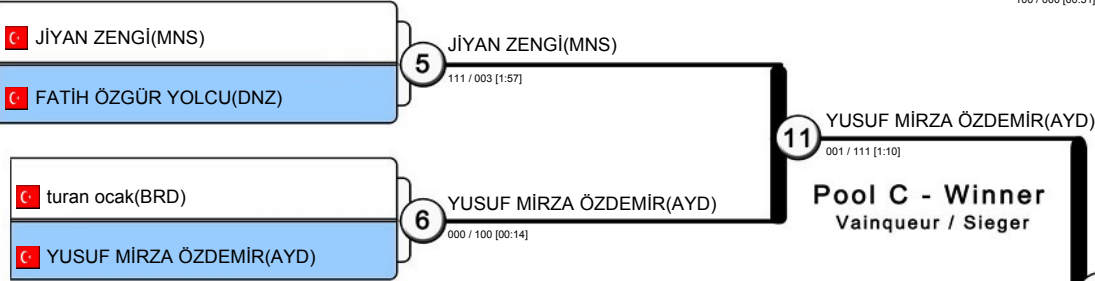 JİYAN ZENGİ(MNS)
FATİH ÖZGÜR YOLCU(DNZ)
5
JİYAN ZENGİ(MNS)
111 / 003 [1:57]
turan ocak(BRD)
YUSUF MİRZA ÖZDEMİR(AYD)
6
YUSUF MİRZA ÖZDEMİR(AYD)
000 / 100 [00:14]
11
YUSUF MİRZA ÖZDEMİR(AYD)
001 / 111 [1:10]
Pool C - Winner
Vainqueur / Sieger